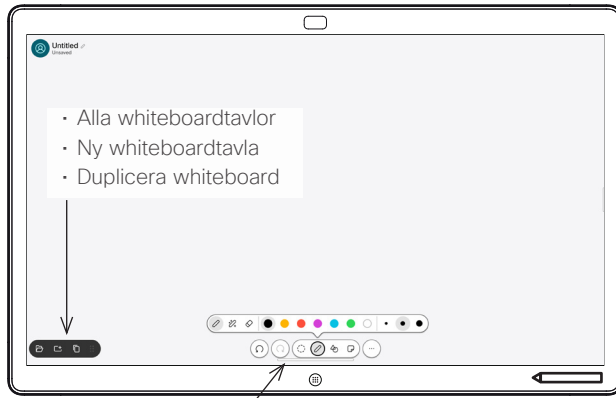 Untitled
Unsaved
· Alla whiteboardtavlor
· Ny whiteboardtavla
· Duplicera whiteboard